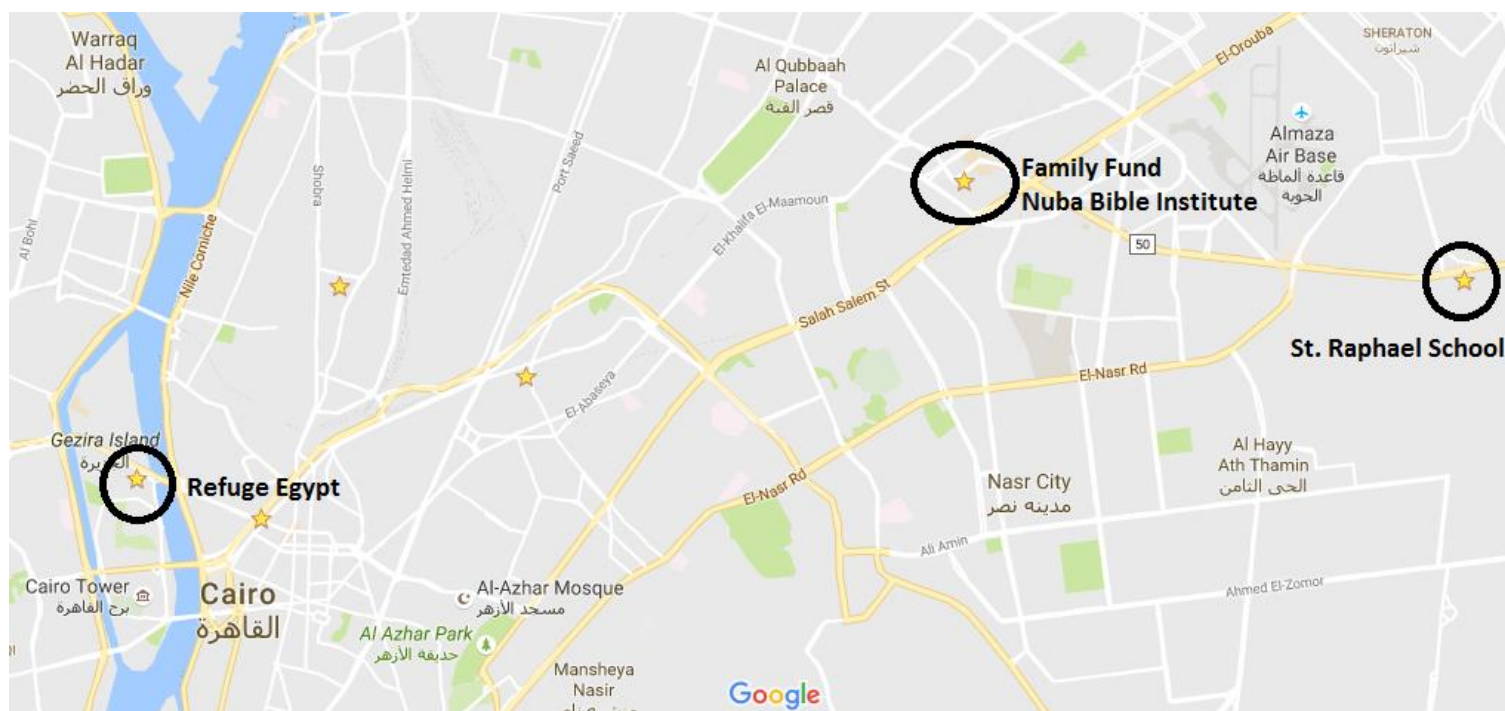 Warraq
Al Hadar
وراق الحضر
Al Bohl
Nile Corniche
Shobra
Emtedad Ahmed Helmi
Port Saeed
Al Qubbaah
Palace
قصر القبة
El-Khalifa El-Maamoun
El-Orouba
SHERATON
شيراتون
Almaza
Air Base
قاعدة ألماظة
الجوية
Family Fund
Nuba Bible Institute
50
St. Raphael School
Salah Salem St
El-Nasr Rd
El-Abaseya
Gezira Island
الجزيرة
Refuge Egypt
El-Nasr Rd
Nasr City
مدينه نصر
Al Hayy
Ath Thamin
الحى الثامن
Ali Amin
Ahmed El-Zomor
Cairo Tower
برج القاهرة
Cairo
القاهرة
Al-Azhar Mosque
مسجد الأزهر
Al Azhar Park
حديقة الأزهر
Mansheya
Nasir
Google